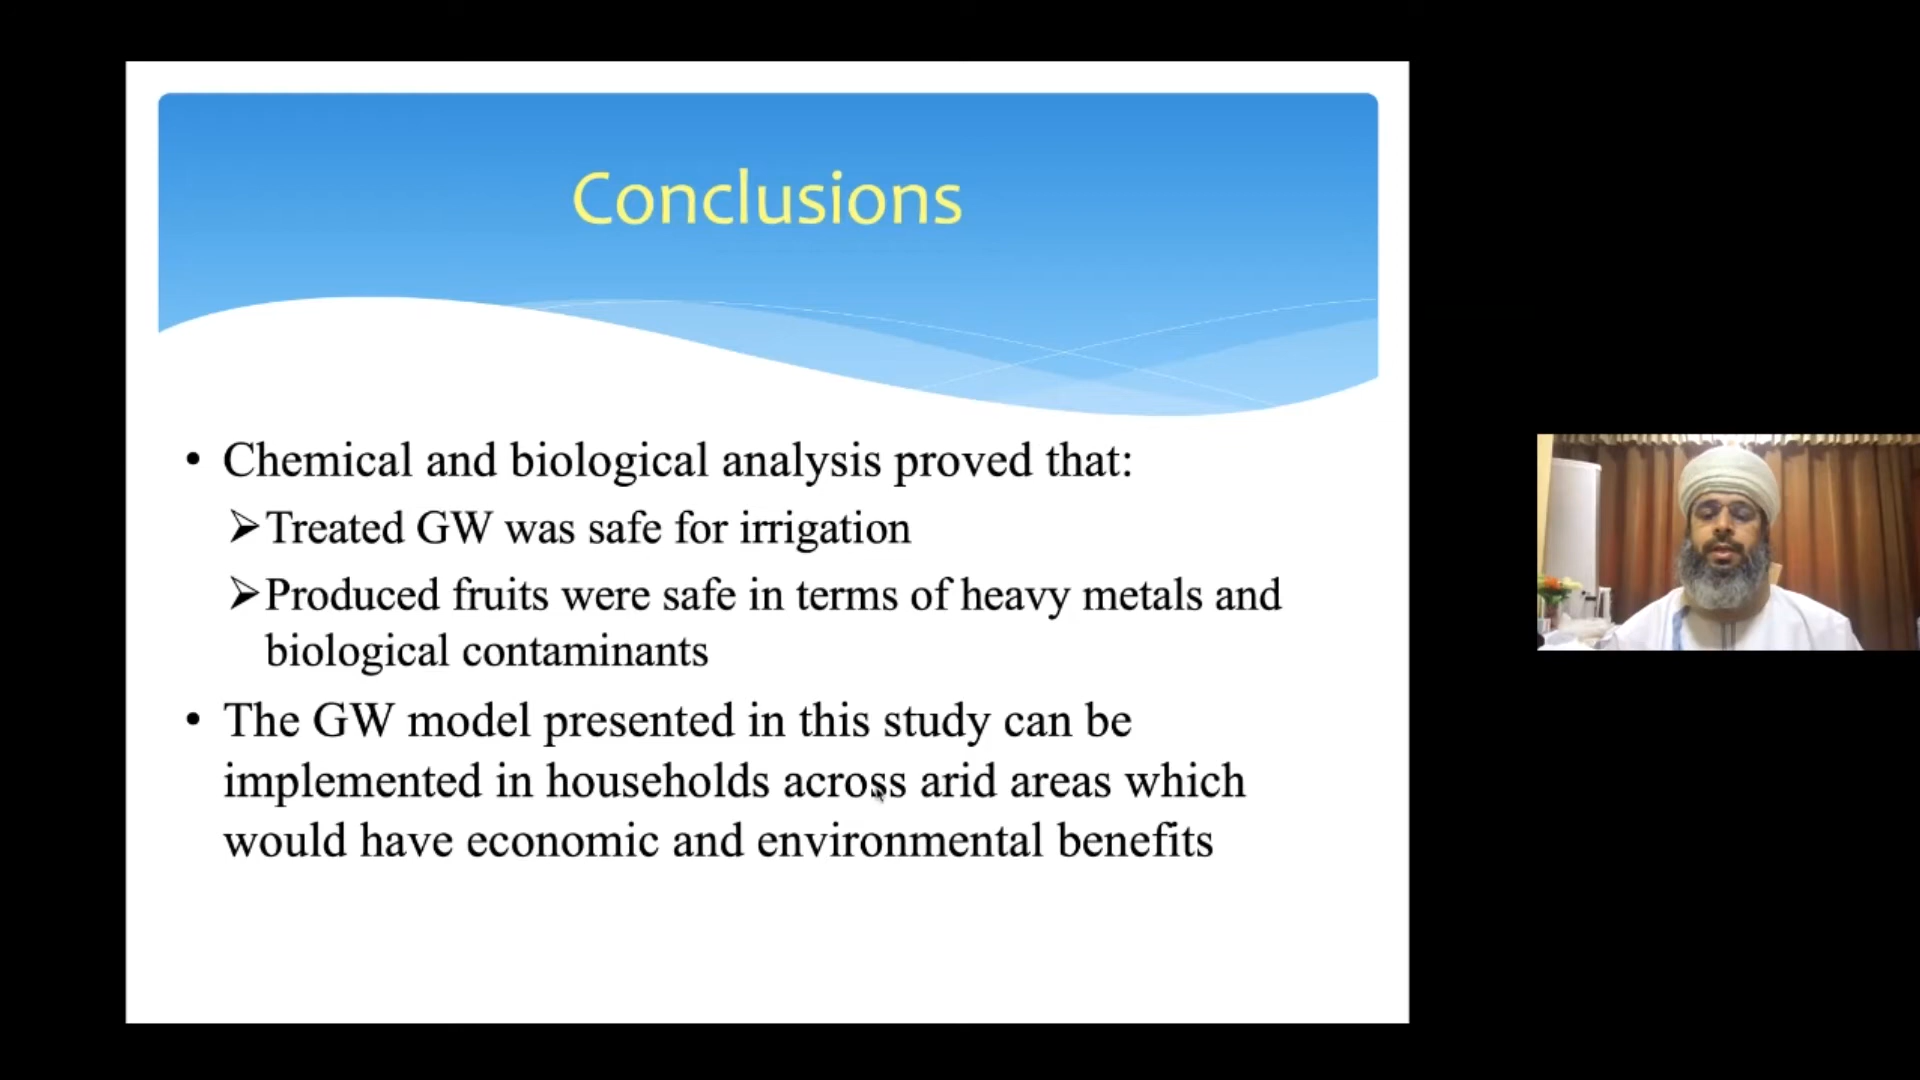 Conclusions
• Chemical and biological analysis proved that:
➢Treated GW was safe for irrigation
➢Produced fruits were safe in terms of heavy metals and
biological contaminants
• The GW model presented in this study can be
implemented in households across arid areas which
would have economic and environmental benefits